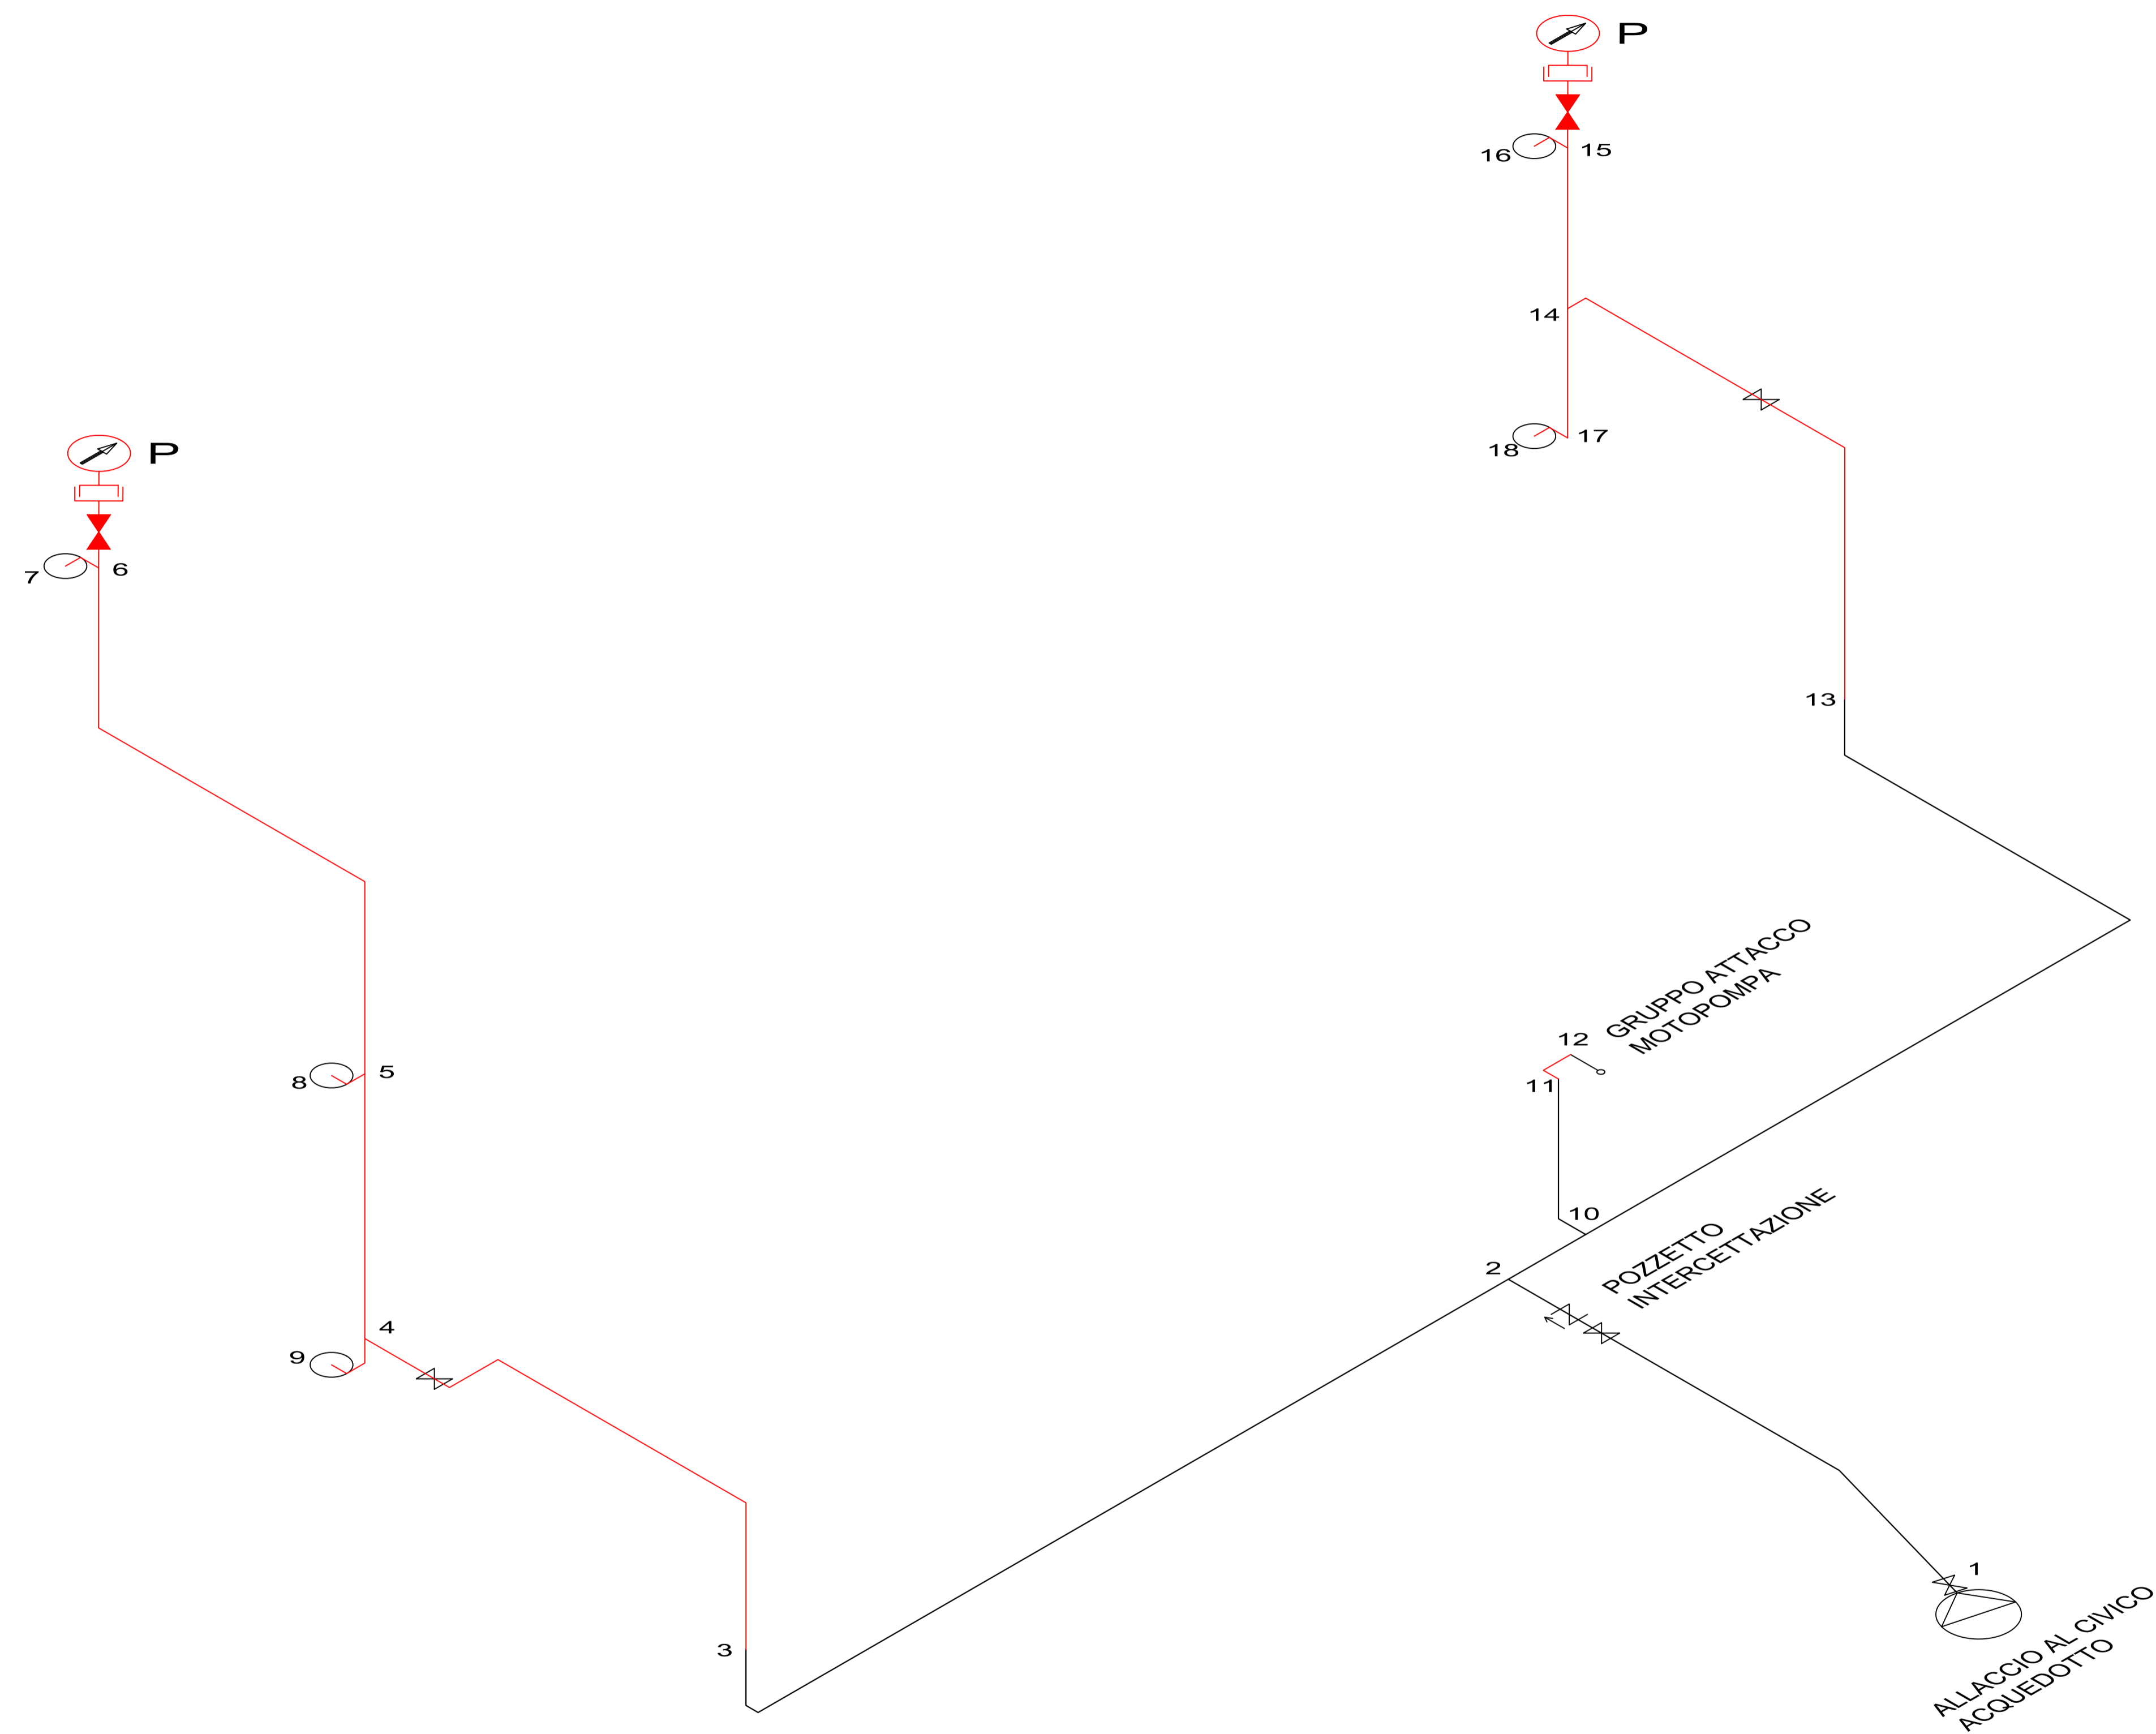 P
16
15
14
P
18
17
7
6
13
GRUPPO ATTACCO
MOTOPOMPA
12
8
5
11
10
POZZETTO
INTERCETTAZIONE
2
4
9
1
ALLACCIO AL CIVICO
ACQUEDOTTO
3